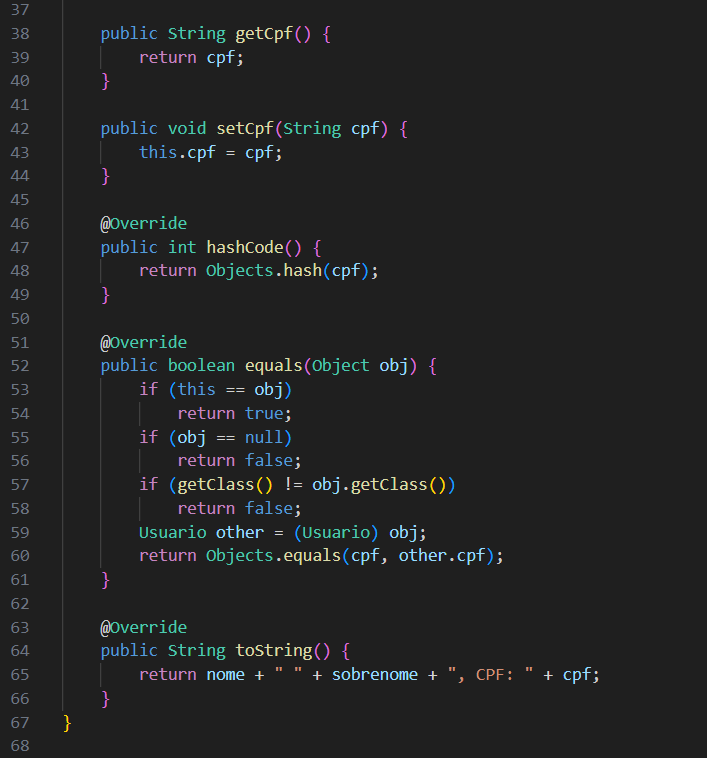 37
38 public String getCpf() {
39 return cpf;
40 }
41
42 public void setCpf(String cpf) {
43 this.cpf = cpf;
44 }
45
46 @Override
47 public int hashCode() {
48 return Objects.hash(cpf);
49 }
50
51 @Override
52 public boolean equals(Object obj) {
53 if (this == obj)
54 return true;
55 if (obj == null)
56 return false;
57 if (getClass() != obj.getClass())
58 return false;
59 Usuario other = (Usuario) obj;
60 return Objects.equals(cpf, other.cpf);
61 }
62
63 @Override
64 public String toString() {
65 return nome + " " + sobrenome + ", CPF: " + cpf;
66 }
67 }
68